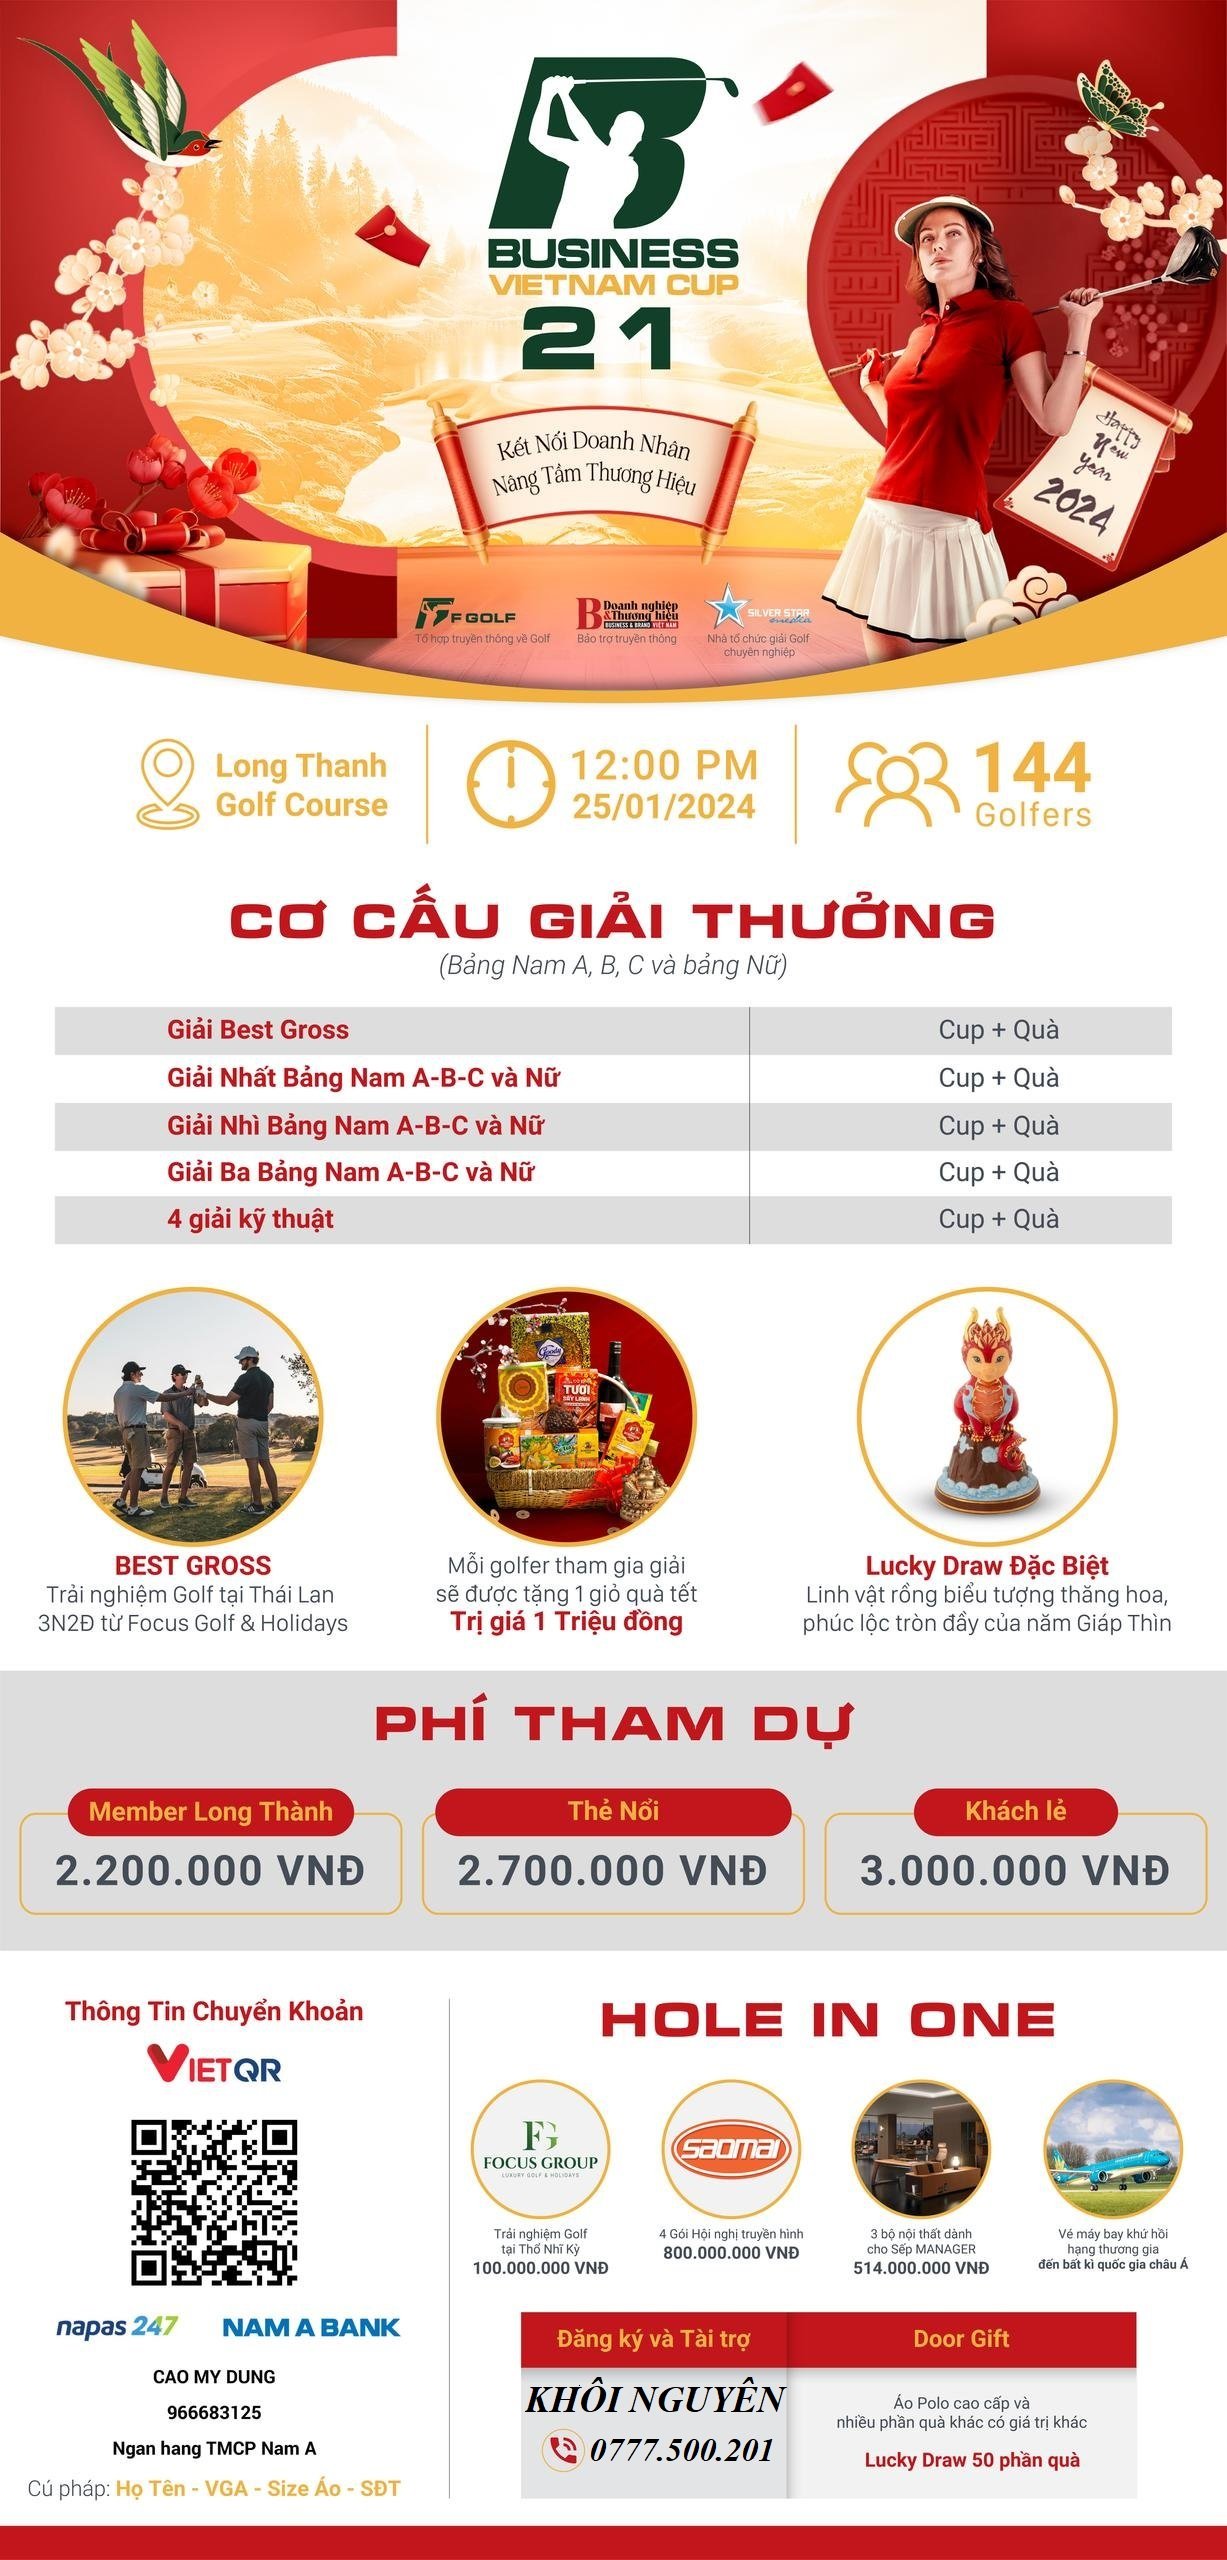 BUSINESS
VIETNAM CUP
21
Kết Nối Doanh Nhân
Nâng Tầm Thương Hiệu
Happy
New
Year
2024
F GOLF
Tổ hợp truyền thông về Golf
B Doanh nghiệp
&Thương hiệu
BUSINESS & BRAND VIỆT NAM
Bảo trợ truyền thông
SILVER STAR
media
Nhà tổ chức giải Golf
chuyên nghiệp
Long Thanh
Golf Course
12:00 PM
25/01/2024
144
Golfers
CƠ CẤU GIẢI THƯỞNG
(Bảng Nam A, B, C và bảng Nữ)
Giải Best Gross Cup + Quà
Giải Nhất Bảng Nam A-B-C và Nữ Cup + Quà
Giải Nhì Bảng Nam A-B-C và Nữ Cup + Quà
Giải Ba Bảng Nam A-B-C và Nữ Cup + Quà
4 giải kỹ thuật Cup + Quà
TƯƠI
SẤY LẠNH
BEST GROSS
Trải nghiệm Golf tại Thái Lan
3N2Đ từ Focus Golf & Holidays
Mỗi golfer tham gia giải
sẽ được tặng 1 giỏ quà tết
Trị giá 1 Triệu đồng
Lucky Draw Đặc Biệt
Linh vật rồng biểu tượng thăng hoa,
phúc lộc tròn đầy của năm Giáp Thìn
PHÍ THAM DỰ
Member Long Thành
2.200.000 VNĐ
Thẻ Nổi
2.700.000 VNĐ
Khách lẻ
3.000.000 VNĐ
Thông Tin Chuyển Khoản
VIETQR
napas 247
NAM A BANK
CAO MY DUNG
966683125
Ngan hang TMCP Nam A
Cú pháp: Họ Tên - VGA - Size Áo - SĐT
HOLE IN ONE
FG
FOCUS GROUP
LUXURY GOLF & HOLIDAYS
Trải nghiệm Golf
tại Thổ Nhĩ Kỳ
100.000.000 VNĐ
saomai
4 Gói Hội nghị truyền hình
800.000.000 VNĐ
3 bộ nội thất dành
cho Sếp MANAGER
514.000.000 VNĐ
Vé máy bay khứ hồi
hạng thương gia
đến bất kì quốc gia châu Á
Đăng ký và Tài trợ
KHÔI NGUYÊN
0777.500.201
Door Gift
Áo Polo cao cấp và
nhiều phần quà khác có giá trị khác
Lucky Draw 50 phần quà